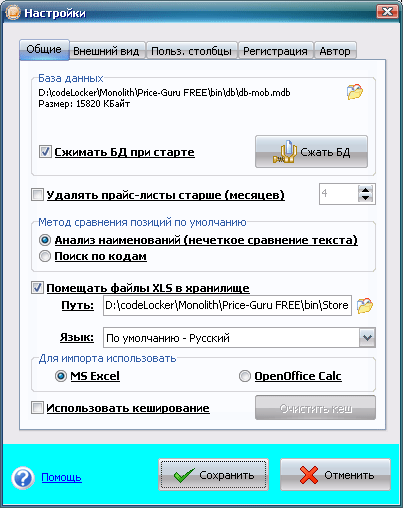 Настройки
Общие
Внешний вид
Польз. столбцы
Регистрация
Автор
База данных
D:\codeLocker\Monolith\Price-Guru FREE\bin\db\db-mob.mdb
Размер: 15820 КБайт
Сжимать БД при старте
Сжать БД
Удалять прайс-листы старше (месяцев)
4
Метод сравнения позиций по умолчанию
Анализ наименований (нечеткое сравнение текста)
Поиск по кодам
Помещать файлы XLS в хранилище
Путь:
D:\codeLocker\Monolith\Price-Guru FREE\bin\Store
Язык:
По умолчанию - Русский
Для импорта использовать
MS Excel
OpenOffice Calc
Использовать кеширование
Очистить кеш
Помощь
Сохранить
Отменить